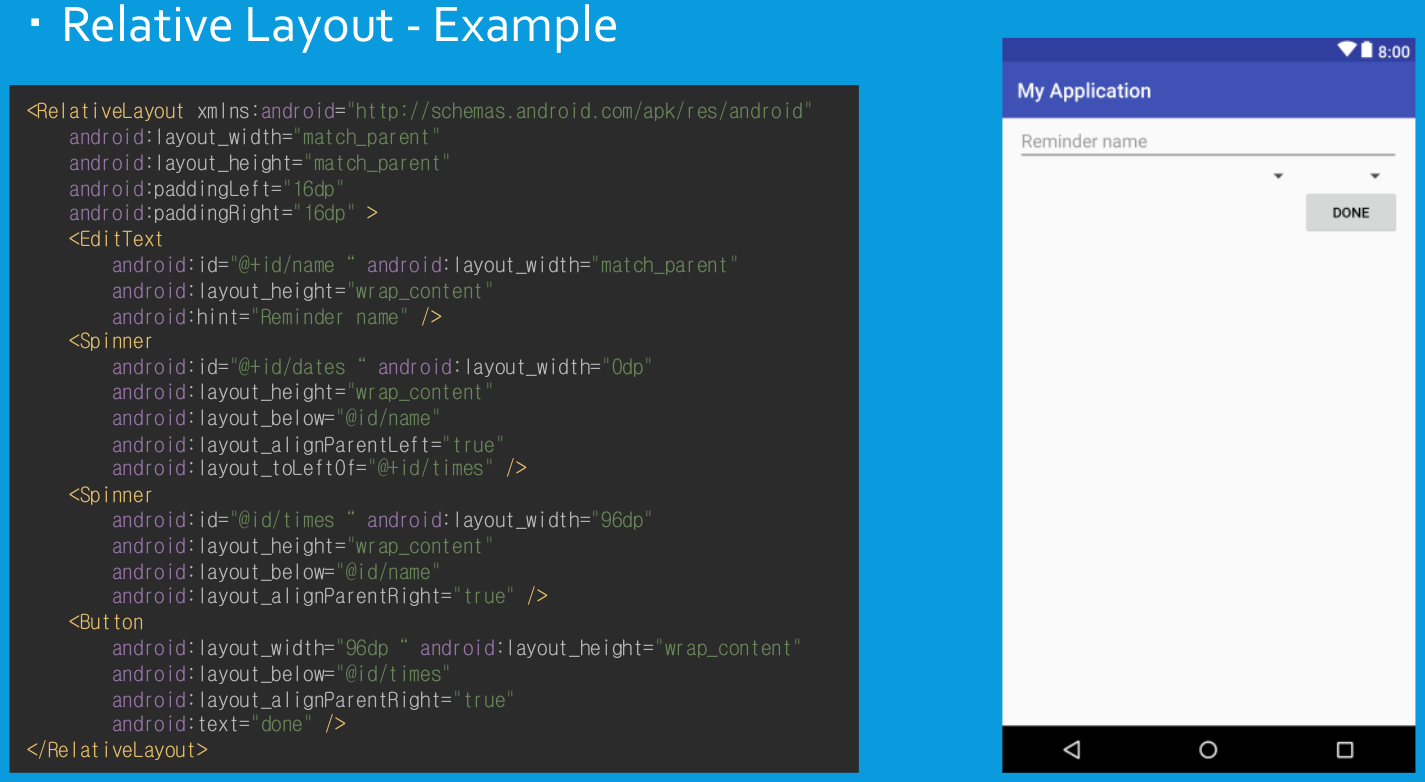 ▪ Relative Layout - Example
<RelativeLayout xmlns:android="http://schemas.android.com/apk/res/android"
android:layout_width="match_parent"
android:layout_height="match_parent"
android:paddingLeft="16dp"
android:paddingRight="16dp" >
<EditText
android:id="@+id/name “ android:layout_width="match_parent"
android:layout_height="wrap_content"
android:hint="Reminder name" />
<Spinner
android:id="@+id/dates “ android:layout_width="0dp"
android:layout_height="wrap_content"
android:layout_below="@id/name"
android:layout_alignParentLeft="true"
android:layout_toLeftOf="@+id/times" />
<Spinner
android:id="@id/times “ android:layout_width="96dp"
android:layout_height="wrap_content"
android:layout_below="@id/name"
android:layout_alignParentRight="true" />
<Button
android:layout_width="96dp “ android:layout_height="wrap_content"
android:layout_below="@id/times"
android:layout_alignParentRight="true"
android:text="done" />
</RelativeLayout>
8:00
My Application
Reminder name
DONE